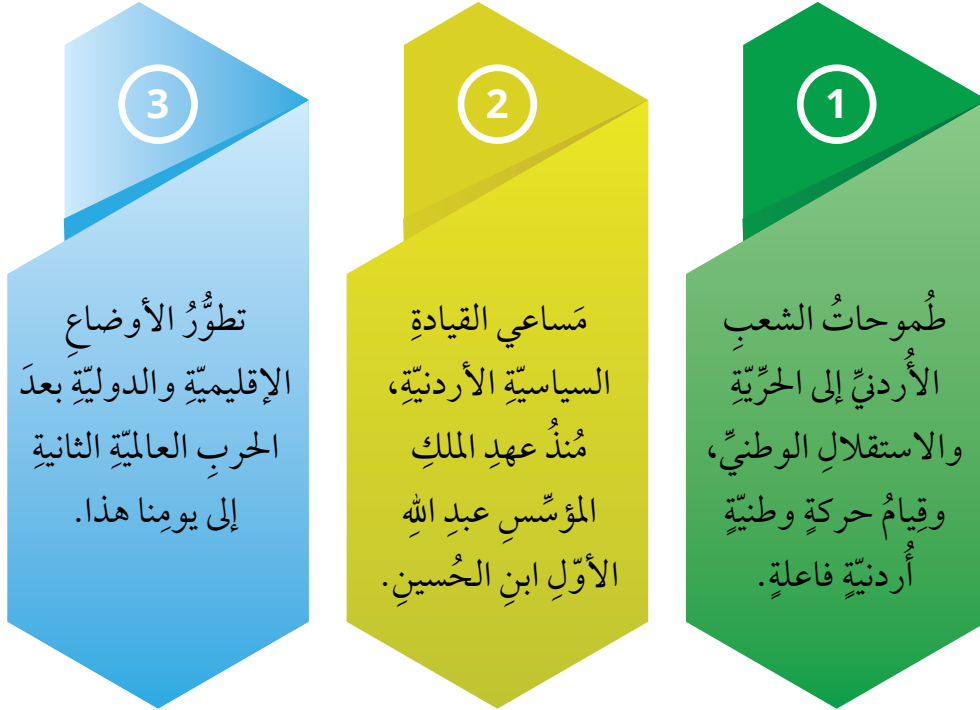 1
طُموحاتُ الشعبِ
الأُردنيِّ إلى الحرِّيّةِ
والاستقلالِ الوطنيِّ،
وقِيامُ حركةٍ وطنيّةٍ
أُردنيّةٍ فاعلةٍ.
2
مَساعي القيادةِ
السياسيّةِ الأردنيّةِ،
مُنذُ عهدِ الملكِ
المؤسِّسِ عبدِ اللهِ
الأوّلِ ابنِ الحُسينِ.
3
تطوُّرُ الأوضاعِ
الإقليميّةِ والدوليّةِ بعدَ
الحربِ العالميّةِ الثانيةِ
إلى يومِنا هذا.